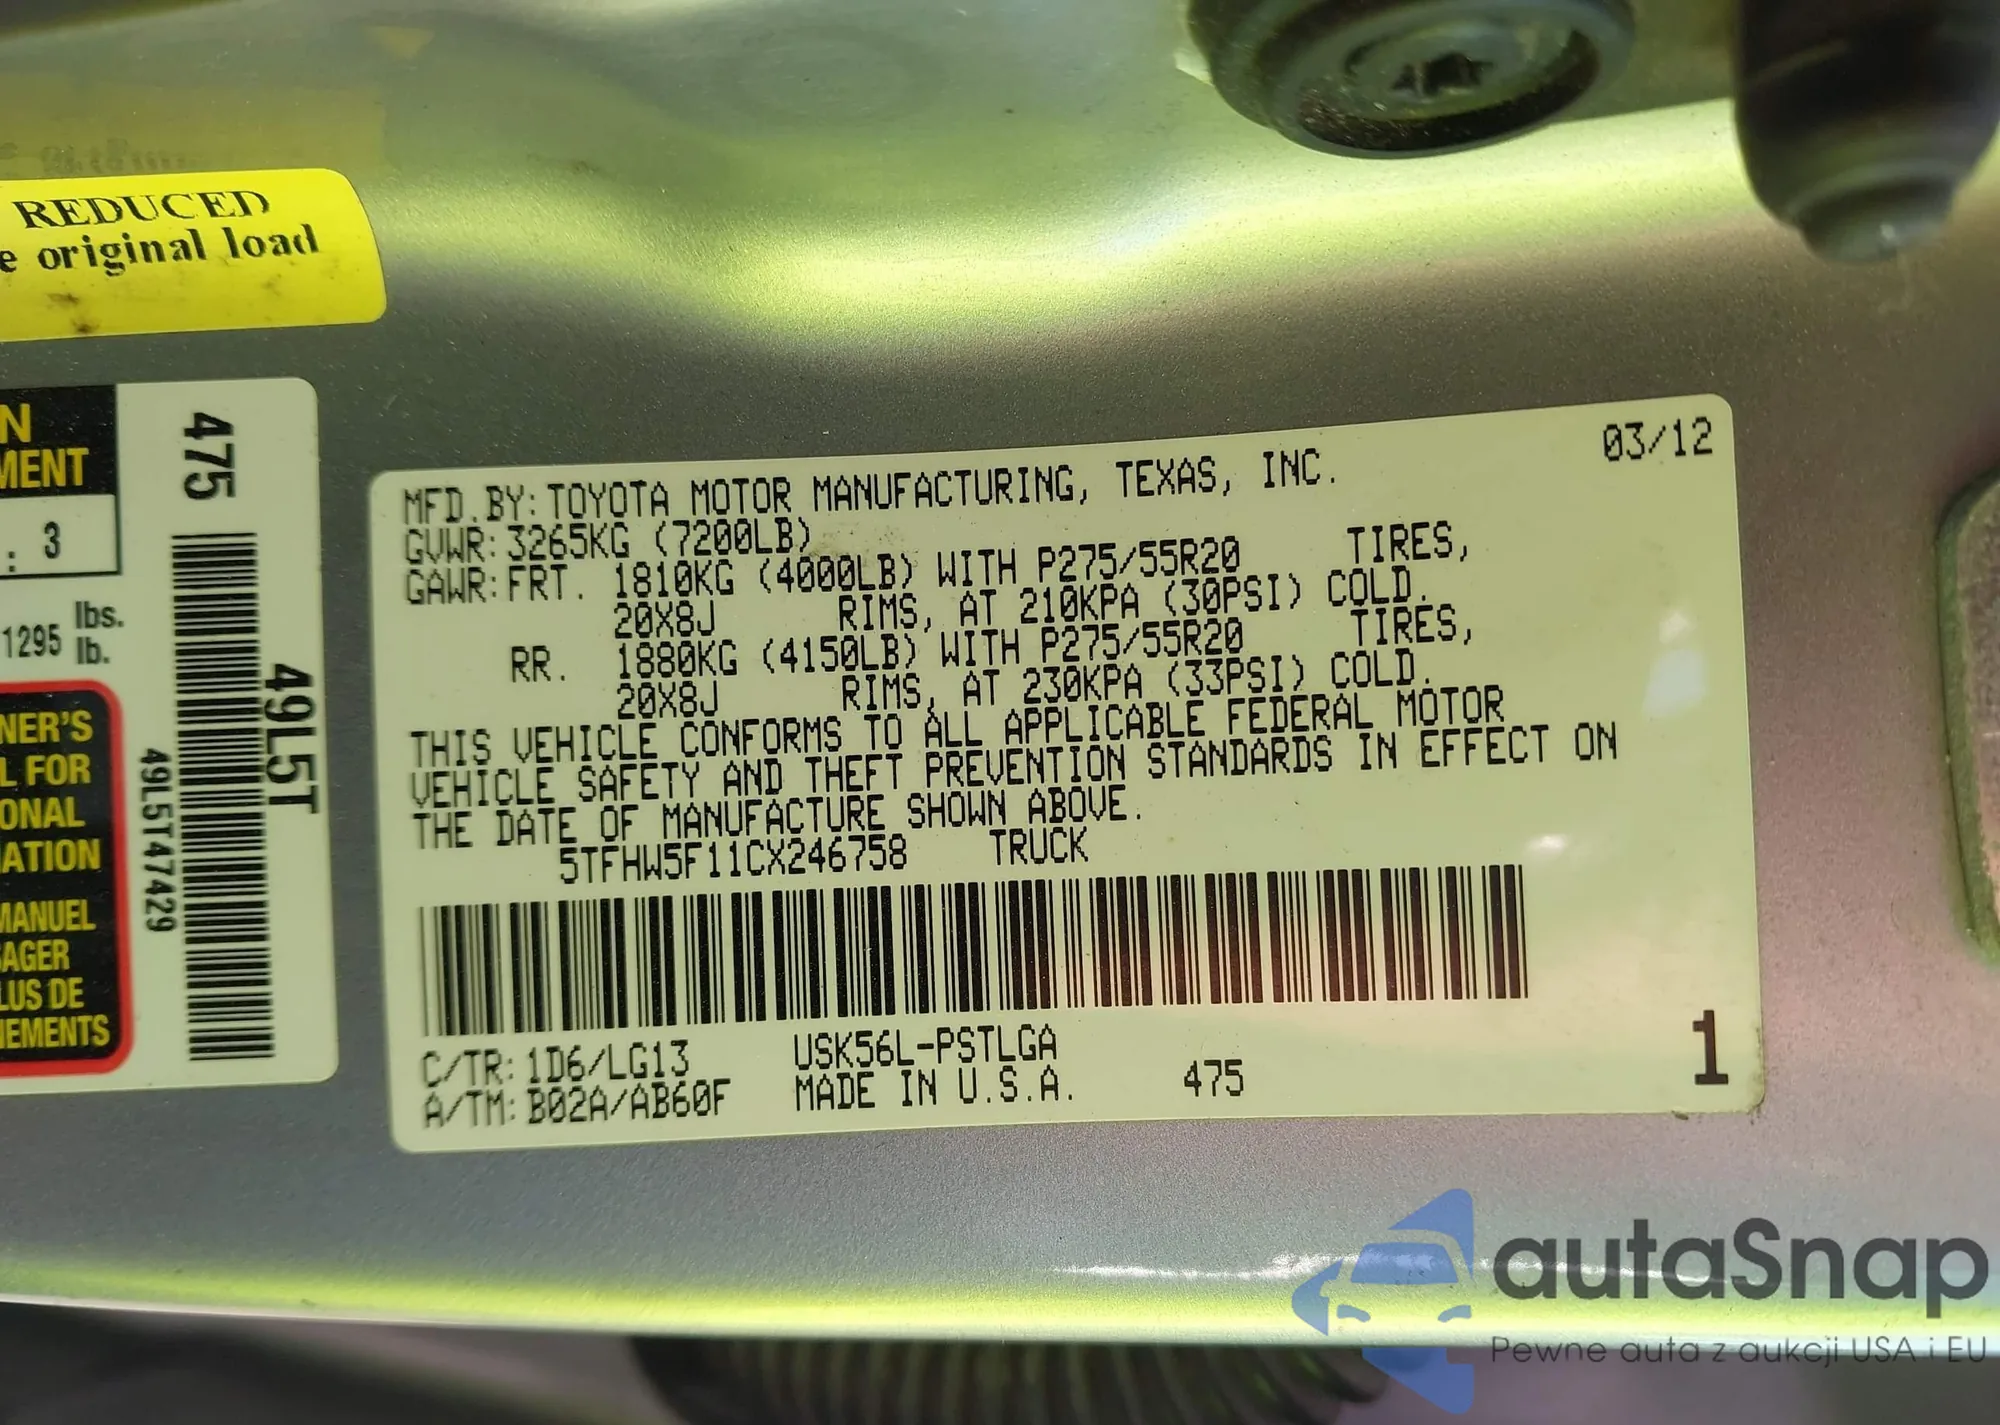 REDUCED
e original load
N
MENT
: 3
1295 lbs.
lb.
NER'S
L FOR
ONAL
MATION
MANUEL
AGER
LUS DE
NEMENTS
475
49L5T
49L5T47429
03/12
MFD.BY:TOYOTA MOTOR MANUFACTURING, TEXAS, INC.
GVWR:3265KG (7200LB)
GAWR:FRT. 1810KG (4000LB) WITH P275/55R20 TIRES,
20X8J RIMS, AT 210KPA (30PSI) COLD.
RR. 1880KG (4150LB) WITH P275/55R20 TIRES,
20X8J RIMS, AT 230KPA (33PSI) COLD.
THIS VEHICLE CONFORMS TO ALL APPLICABLE FEDERAL MOTOR
VEHICLE SAFETY AND THEFT PREVENTION STANDARDS IN EFFECT ON
THE DATE OF MANUFACTURE SHOWN ABOVE.
5TFHW5F11CX246758 TRUCK
C/TR:1D6/LG13 USK56L-PSTLGA
A/TM:B02A/AB60F MADE IN U.S.A. 475
1
autaSnap
Pewne auta z aukcji USA i EU